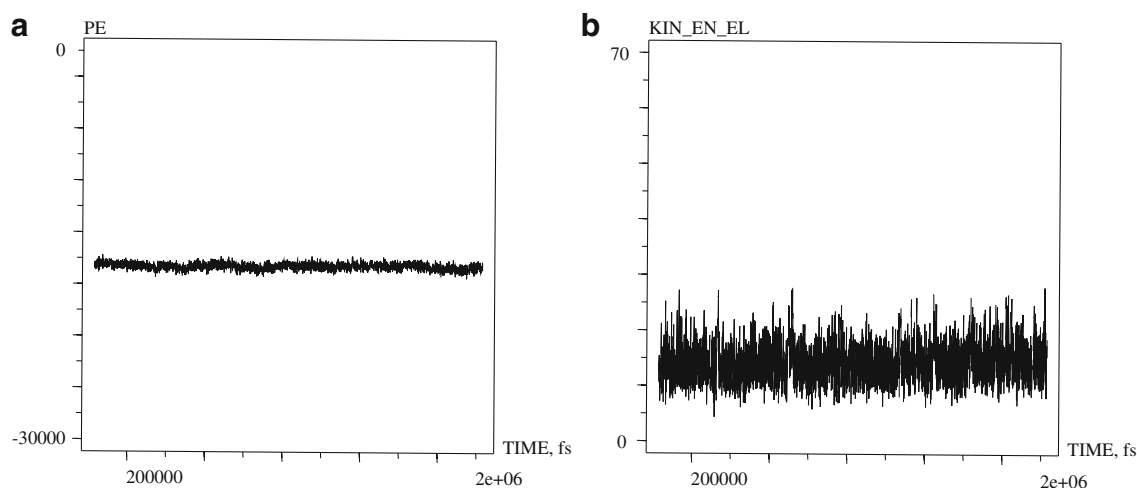 a
PE
0
-30000
TIME, fs
200000
2e+06
b
KIN_EN_EL
70
0
TIME, fs
200000
2e+06